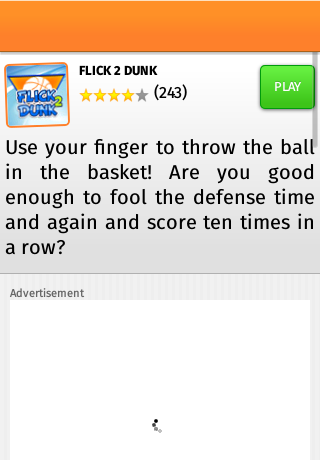 FLICK 2 DUNK
(243)
PLAY
FLICK
2
DUNK
Use your finger to throw the ball
in the basket! Are you good
enough to fool the defense time
and again and score ten times in
a row?
Advertisement